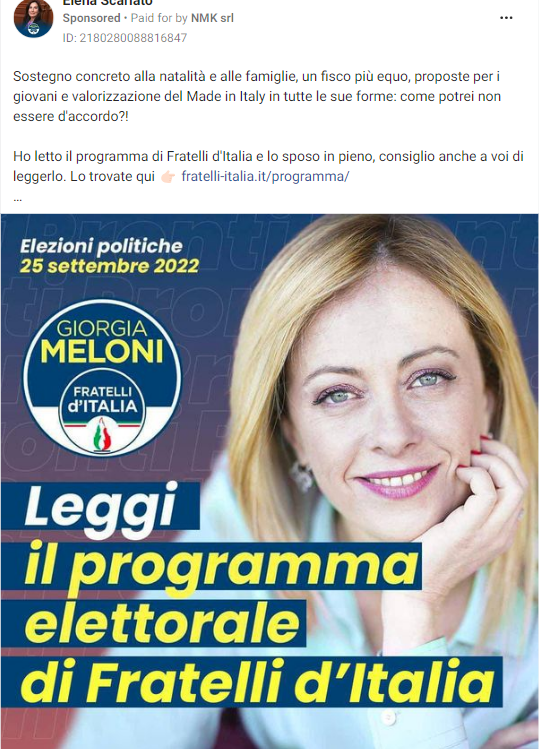 Elena Scarlato
Sponsored • Paid for by NMK srl
ID: 2180280088816847
Sostegno concreto alla natalità e alle famiglie, un fisco più equo, proposte per i
giovani e valorizzazione del Made in Italy in tutte le sue forme: come potrei non
essere d'accordo?!
Ho letto il programma di Fratelli d'Italia e lo sposo in pieno, consiglio anche a voi di
leggerlo. Lo trovate qui 👉🏻 fratelli-italia.it/programma/
...
Elezioni politiche
25 settembre 2022
GIORGIA
MELONI
FRATELLI
d'ITALIA
Leggi
il programma
elettorale
di Fratelli d'Italia